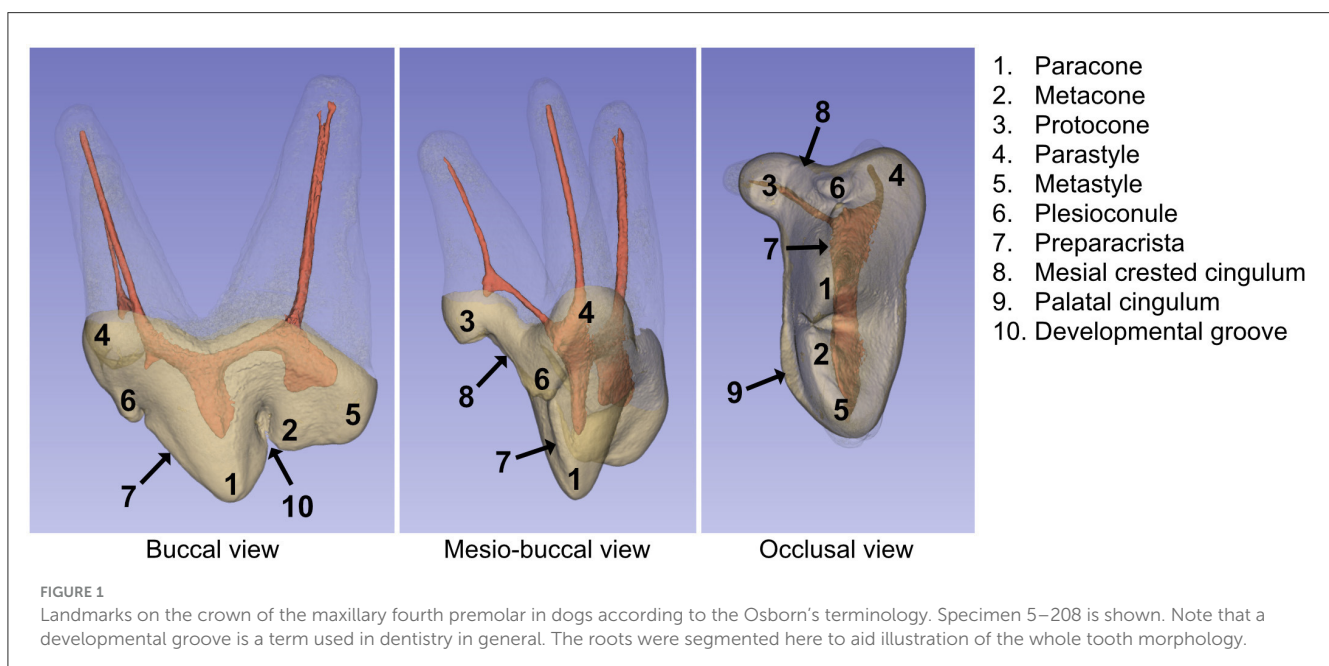 4
6
7
1
10
2
5
Buccal view
3
4
8
6
7
1
Mesio-buccal view
8
3
6
4
7
1
2
9
5
Occlusal view
1. Paracone
2. Metacone
3. Protocone
4. Parastyle
5. Metastyle
6. Plesioconule
7. Preparacrista
8. Mesial crested cingulum
9. Palatal cingulum
10. Developmental groove
FIGURE 1
Landmarks on the crown of the maxillary fourth premolar in dogs according to the Osborn's terminology. Specimen 5–208 is shown. Note that a
developmental groove is a term used in dentistry in general. The roots were segmented here to aid illustration of the whole tooth morphology.